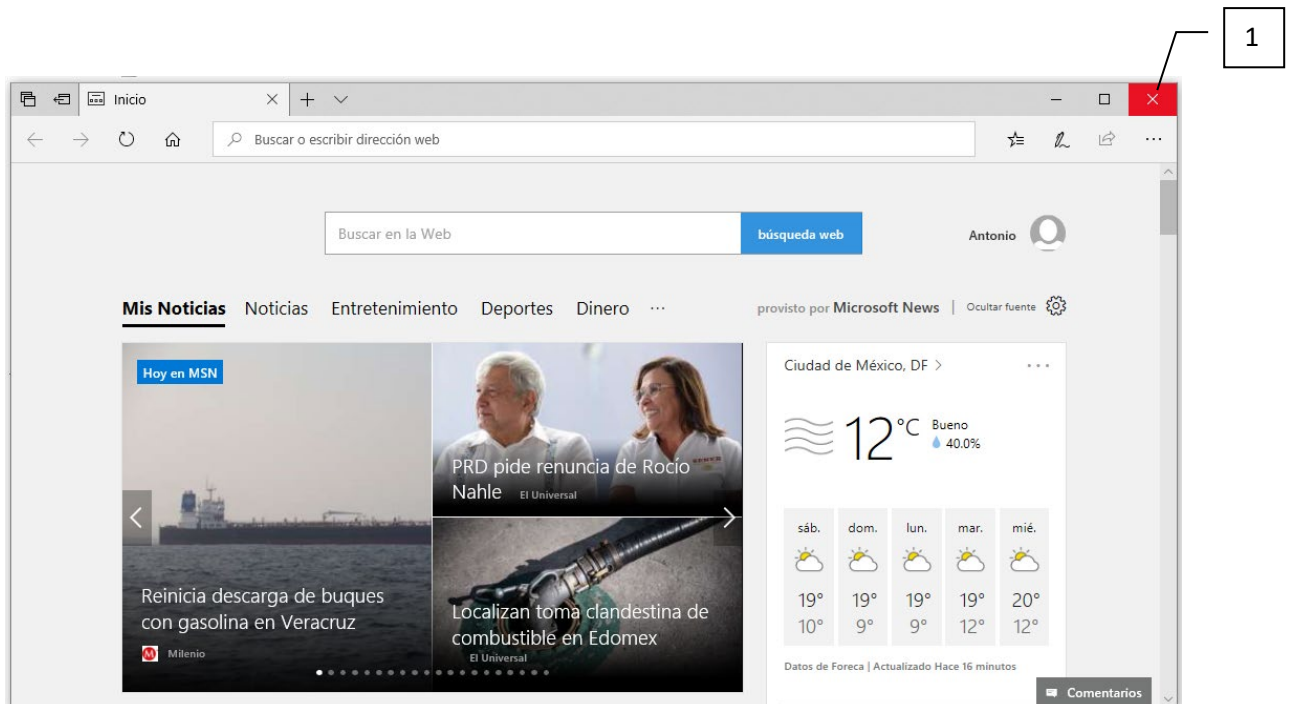 1
Inicio
Buscar o escribir dirección web
Buscar en la Web
búsqueda web
Antonio
Mis Noticias Noticias Entretenimiento Deportes Dinero ...
provisto por Microsoft News | Ocultar fuente
Hoy en MSN
Reinicia descarga de buques
con gasolina en Veracruz
Milenio
PRD pide renuncia de Rocío
Nahle El Universal
Localizan toma clandestina de
combustible en Edomex
El Universal
Ciudad de México, DF >
12 °C Bueno
40.0%
sáb. dom. lun. mar. mié.
19° 19° 19° 19° 20°
10° 9° 9° 12° 12°
Datos de Foreca | Actualizado Hace 16 minutos
Comentarios